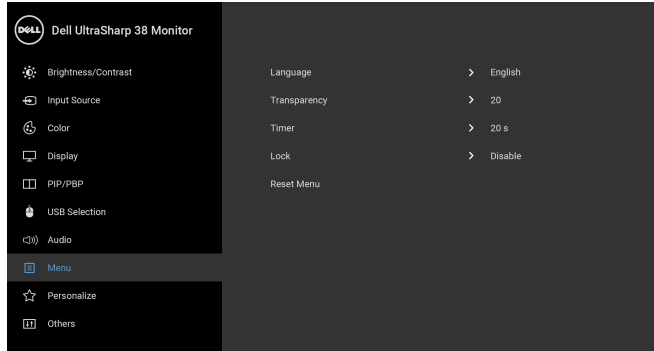 DELL Dell UltraSharp 38 Monitor
Brightness/Contrast
Language > English
Input Source
Transparency > 20
Color
Timer > 20 s
Display
Lock > Disable
PIP/PBP
Reset Menu
USB Selection
Audio
Menu
Personalize
Others